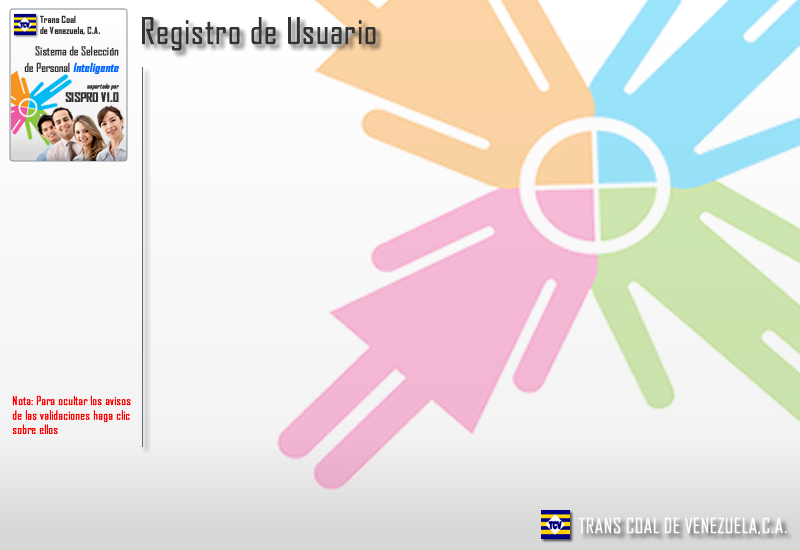 TCV
Trans Coal
de Venezuela, C.A.
Sistema de Selección
de Personal Inteligente
soportado por
SISPRO V1.0
Registro de Usuario
Nota: Para ocultar los avisos
de las validaciones haga clic
sobre ellos
TCV
TRANS COAL DE VENEZUELA,C.A.